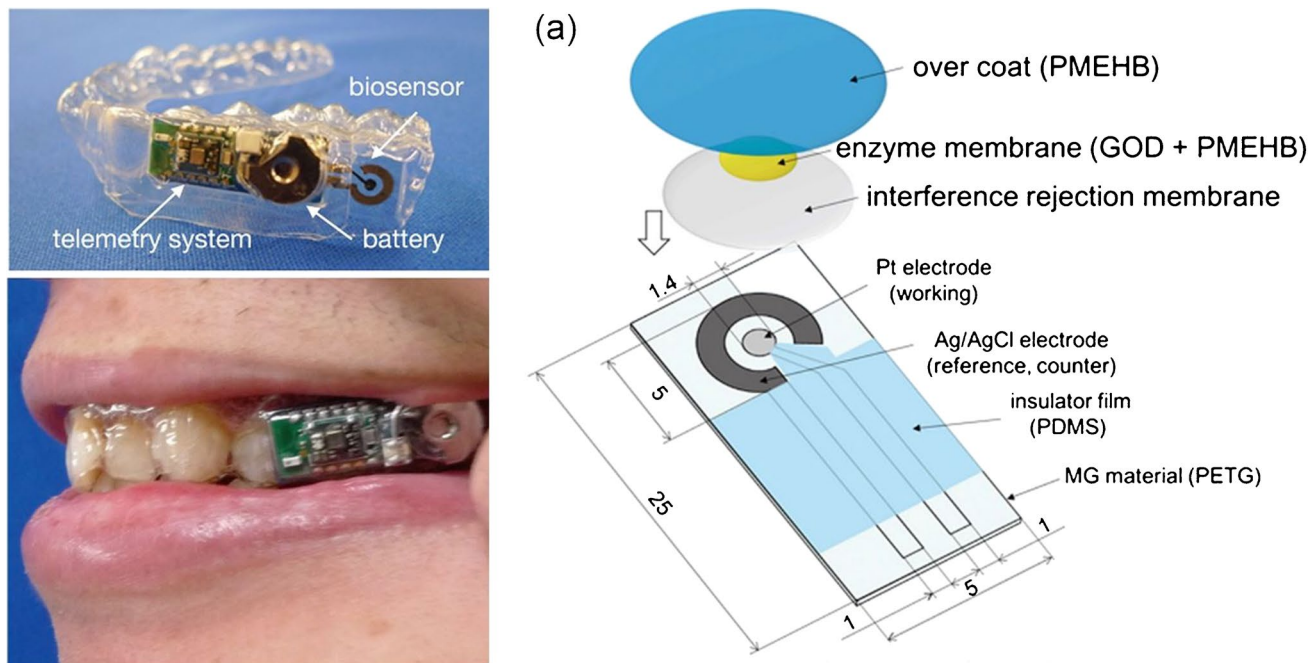 biosensor
telemetry system
battery
(a)
over coat (PMEHB)
enzyme membrane (GOD + PMEHB)
interference rejection membrane
Pt electrode
(working)
1.4
Ag/AgCl electrode
(reference, counter)
5
insulator film
(PDMS)
MG material (PETG)
25
1
5
1